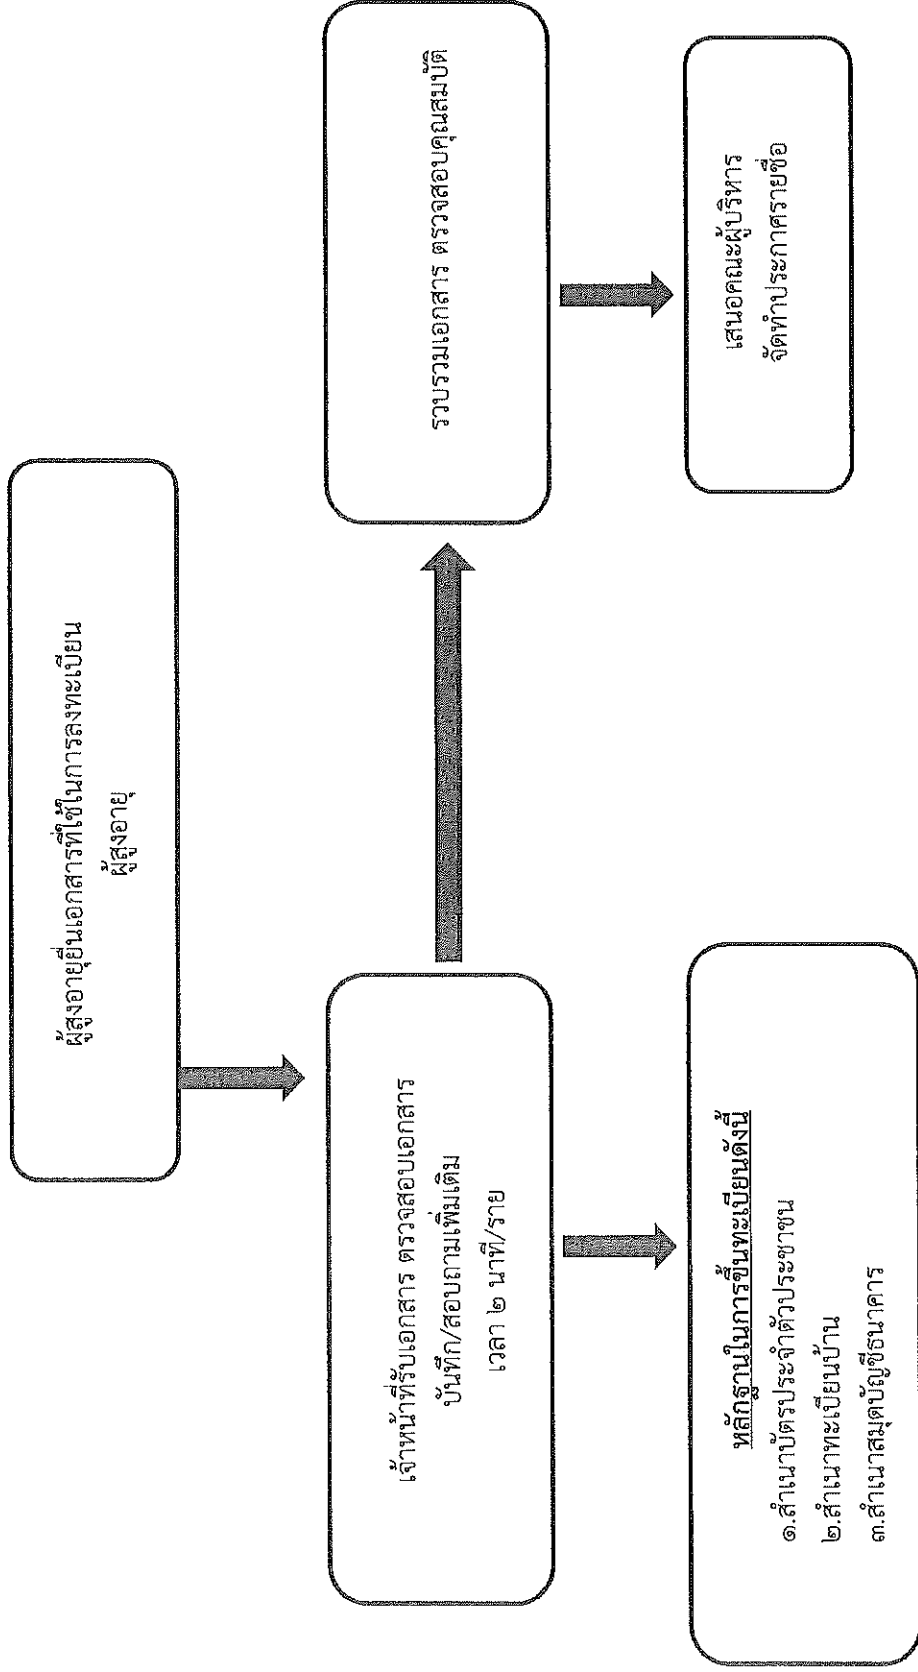 ผู้สูงอายุยื่นเอกสารที่ใช้ในการลงทะเบียน
ผู้สูงอายุ
เจ้าหน้าที่รับเอกสาร ตรวจสอบเอกสาร
บันทึก/สอบถามเพิ่มเติม
เวลา ๒ นาที/ราย
รวบรวมเอกสาร ตรวจสอบคุณสมบัติ
หลักฐานในการขึ้นทะเบียนดังนี้
๑.สำเนาบัตรประจำตัวประชาชน
๒.สำเนาทะเบียนบ้าน
๓.สำเนาสมุดบัญชีธนาคาร
เสนอคณะผู้บริหาร
จัดทำประกาศรายชื่อ